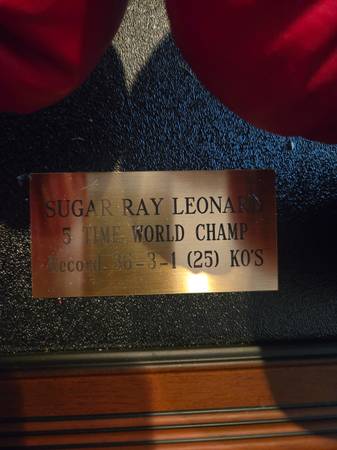 SUGAR RAY LEONARD
5 TIME WORLD CHAMP
Record 36-3-1 (25) KO'S